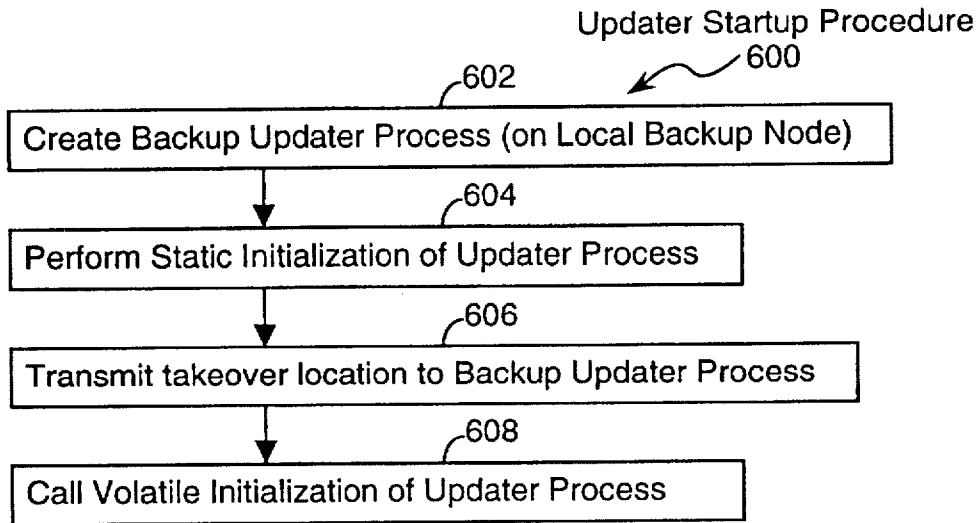 Updater Startup Procedure
600
602
Create Backup Updater Process (on Local Backup Node)
604
Perform Static Initialization of Updater Process
606
Transmit takeover location to Backup Updater Process
608
Call Volatile Initialization of Updater Process